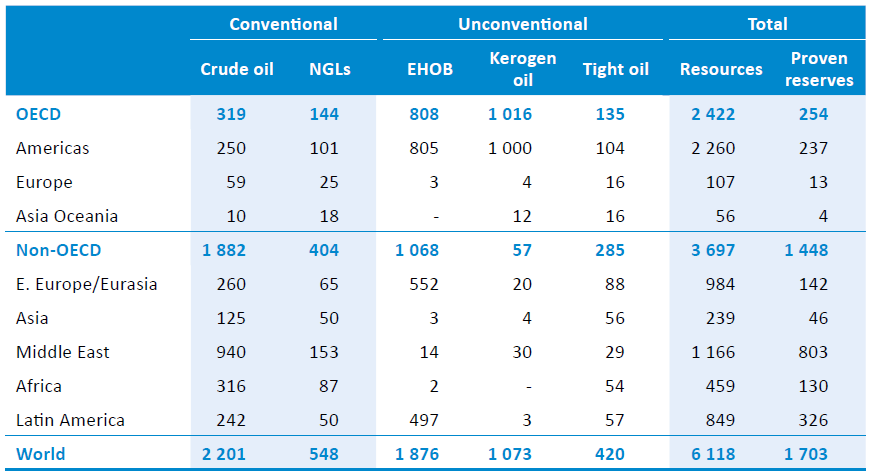 Conventional Unconventional Total
Crude oil NGLs EHOB Kerogen oil Tight oil Resources Proven reserves
OECD 319 144 808 1 016 135 2 422 254
Americas 250 101 805 1 000 104 2 260 237
Europe 59 25 3 4 16 107 13
Asia Oceania 10 18 - 12 16 56 4
Non-OECD 1 882 404 1 068 57 285 3 697 1 448
E. Europe/Eurasia 260 65 552 20 88 984 142
Asia 125 50 3 4 56 239 46
Middle East 940 153 14 30 29 1 166 803
Africa 316 87 2 - 54 459 130
Latin America 242 50 497 3 57 849 326
World 2 201 548 1 876 1 073 420 6 118 1 703